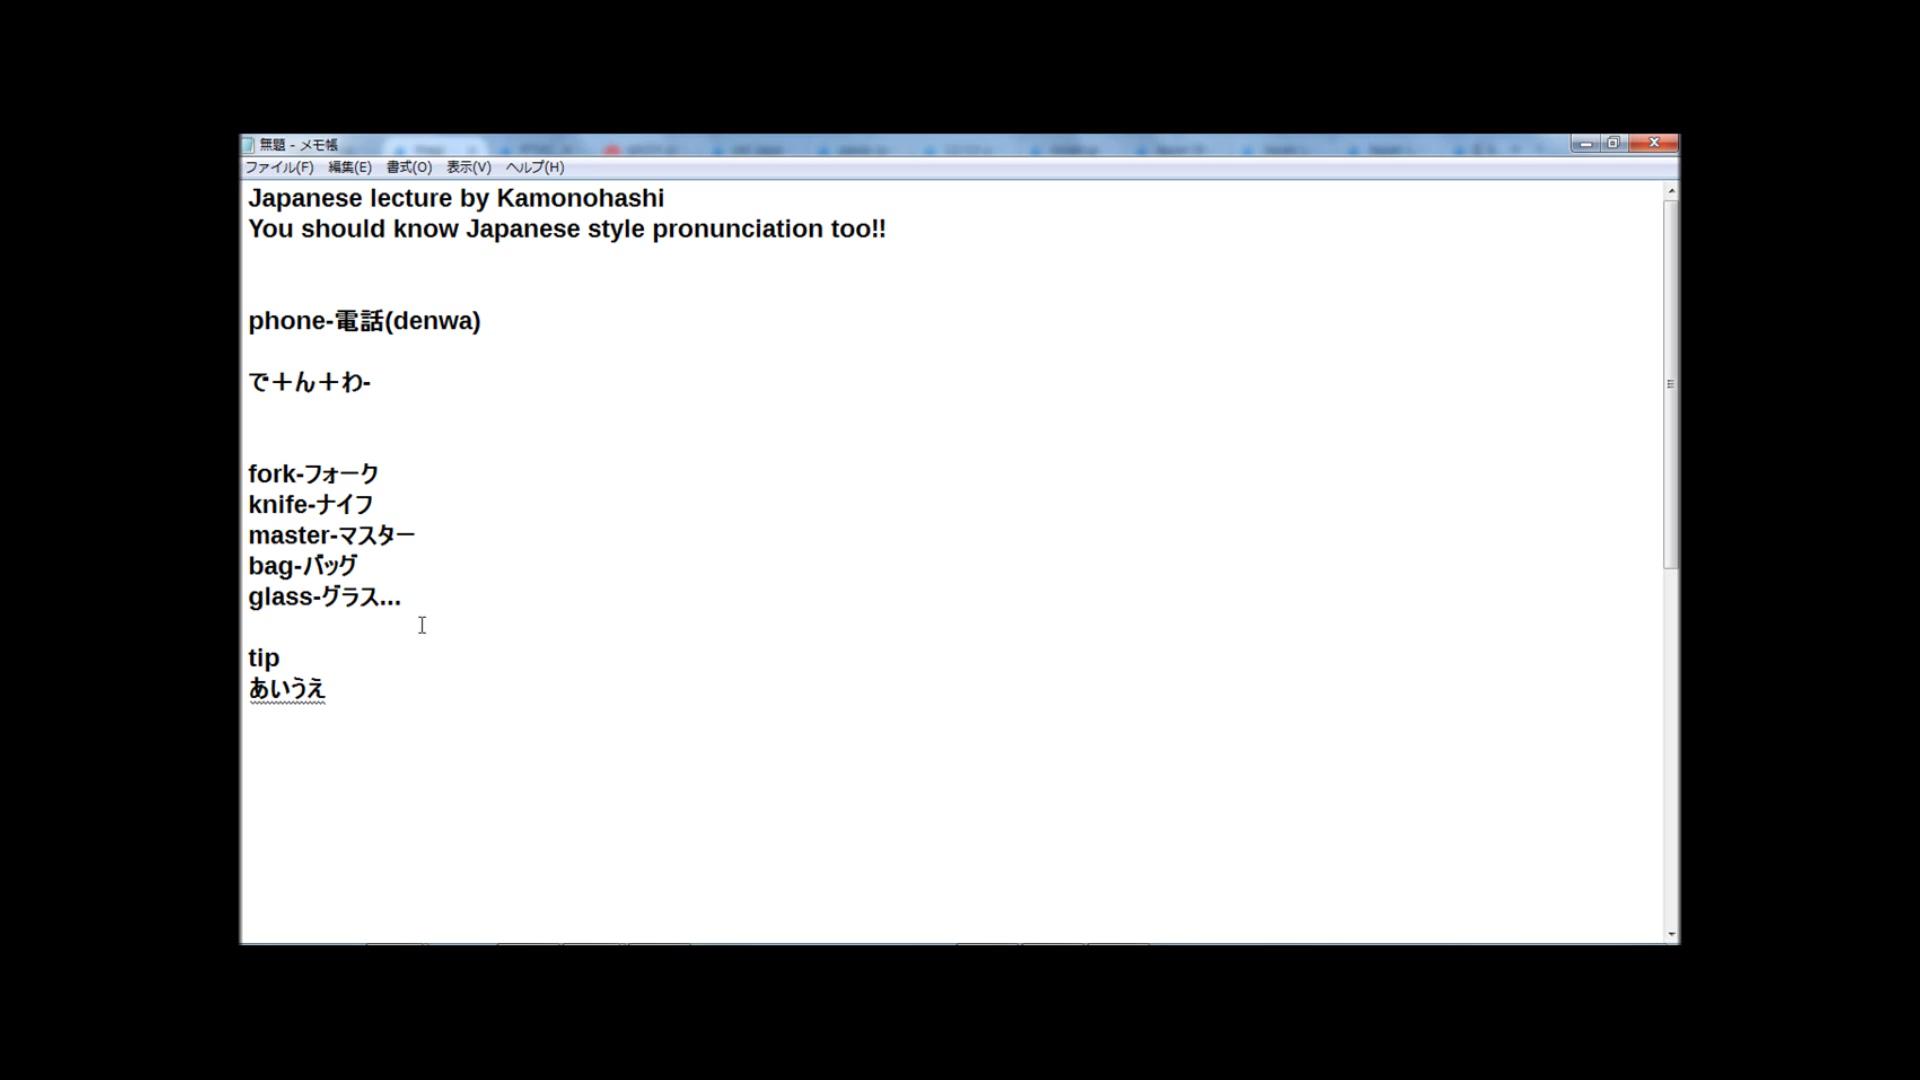 無題 - メモ帳
ファイル(F) 編集(E) 書式(O) 表示(V) ヘルプ(H)
Japanese lecture by Kamonohashi
You should know Japanese style pronunciation too!!
phone-電話(denwa)
で＋ん＋わ-
fork-フォーク
knife-ナイフ
master-マスター
bag-バッグ
glass-グラス...
tip
あいうえ